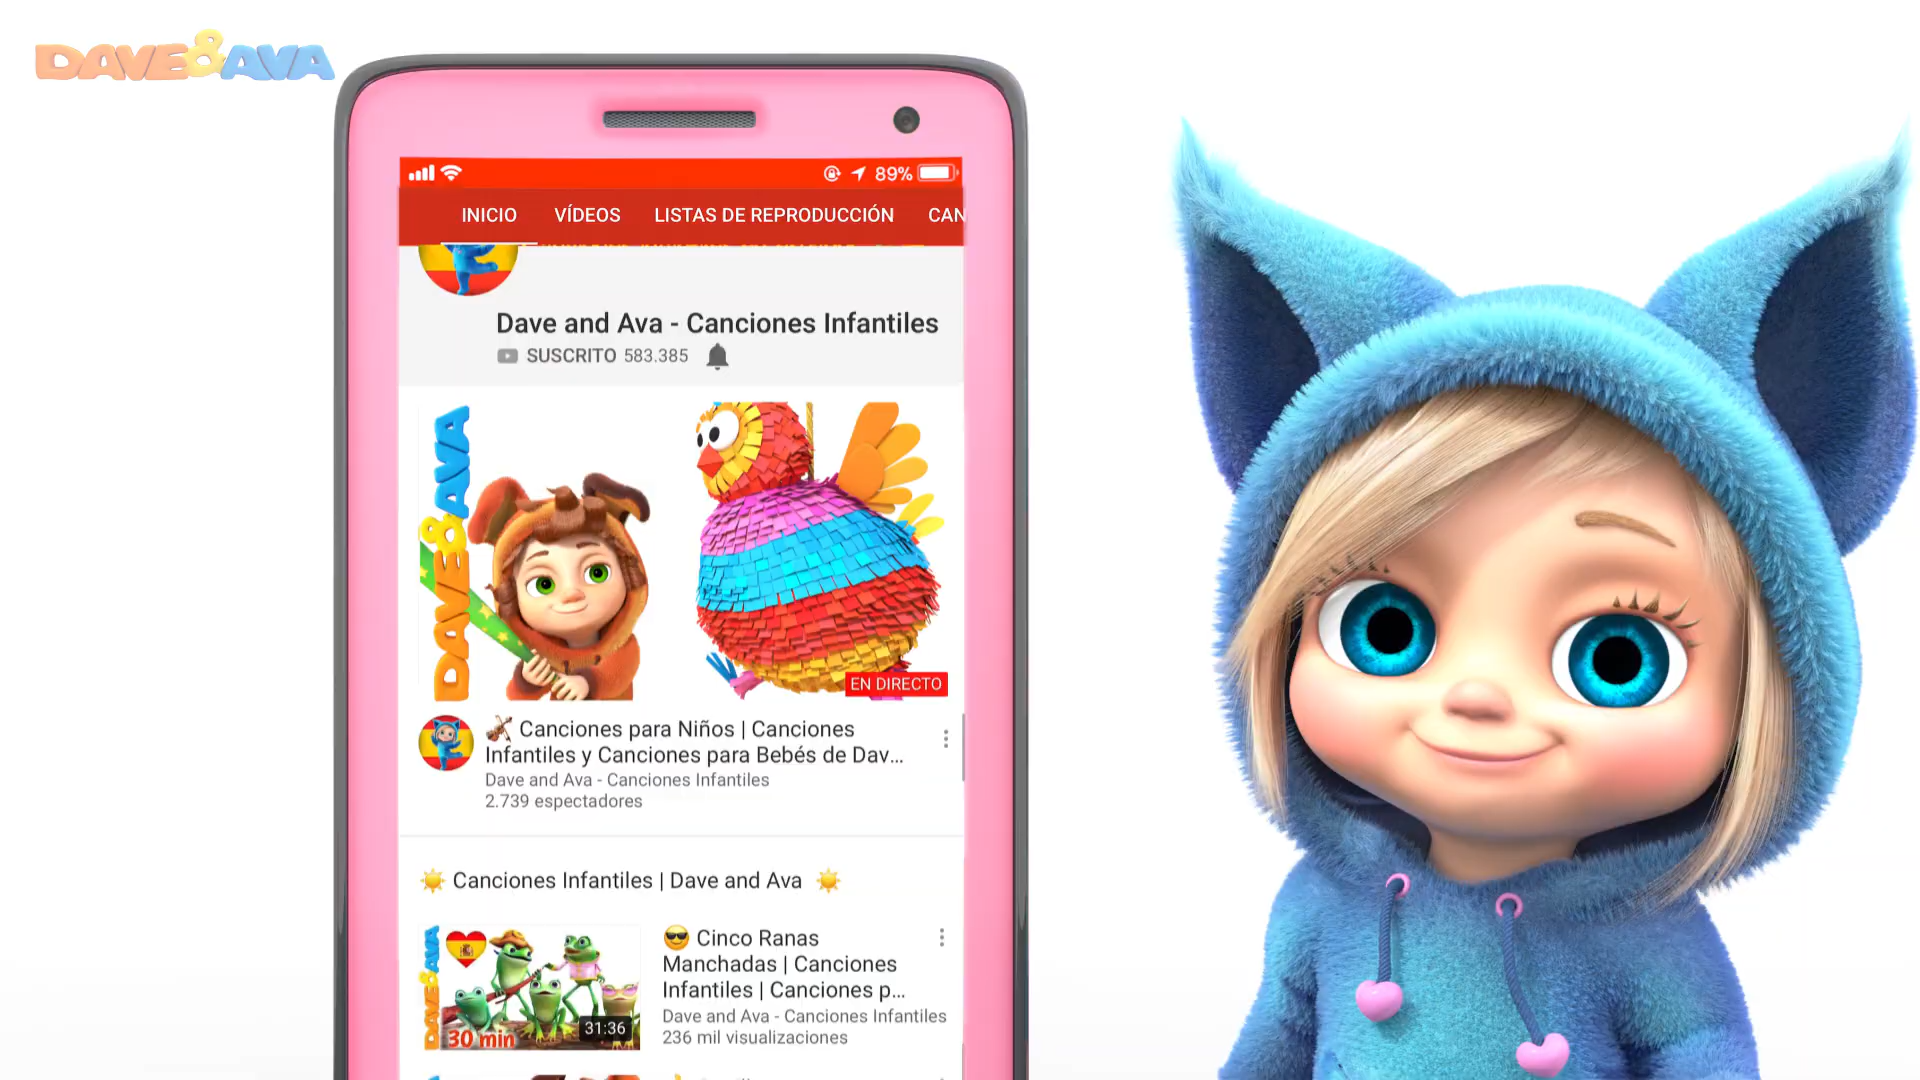 DAVE&AVA
89%
INICIO VÍDEOS LISTAS DE REPRODUCCIÓN CAN
Dave and Ava - Canciones Infantiles
SUSCRITO 583.385
DAVE&AVA
EN DIRECTO
Canciones para Niños | Canciones
Infantiles y Canciones para Bebés de Dav...
Dave and Ava - Canciones Infantiles
2.739 espectadores
Canciones Infantiles | Dave and Ava
DAVE&AVA
30 min
31:36
Cinco Ranas
Manchadas | Canciones
Infantiles | Canciones p...
Dave and Ava - Canciones Infantiles
236 mil visualizaciones